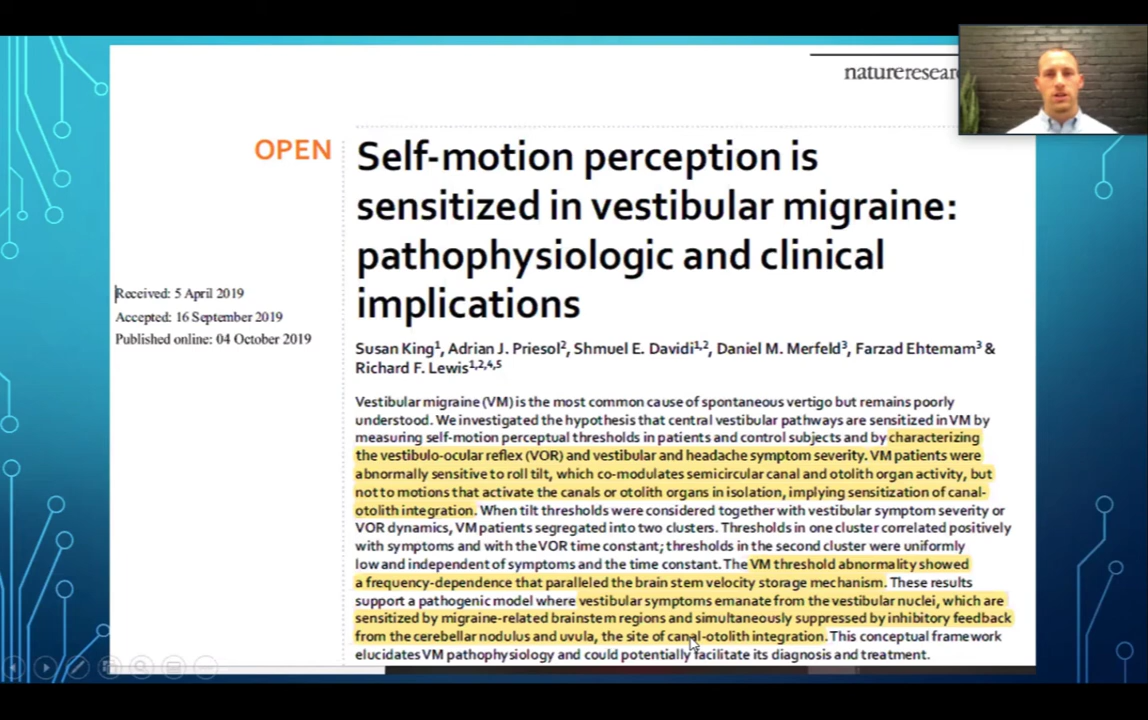 natureresear
OPEN
Self-motion perception is
sensitized in vestibular migraine:
pathophysiologic and clinical
implications
Received: 5 April 2019
Accepted: 16 September 2019
Published online: 04 October 2019
Susan King1, Adrian J. Priesol2, Shmuel E. Davidi1,2, Daniel M. Merfeld3, Farzad Ehtemam3 &
Richard F. Lewis1,2,4,5
Vestibular migraine (VM) is the most common cause of spontaneous vertigo but remains poorly
understood. We investigated the hypothesis that central vestibular pathways are sensitized in VM by
measuring self-motion perceptual thresholds in patients and control subjects and by characterizing
the vestibulo-ocular reflex (VOR) and vestibular and headache symptom severity. VM patients were
abnormally sensitive to roll tilt, which co-modulates semicircular canal and otolith organ activity, but
not to motions that activate the canals or otolith organs in isolation, implying sensitization of canal-
otolith integration. When tilt thresholds were considered together with vestibular symptom severity or
VOR dynamics, VM patients segregated into two clusters. Thresholds in one cluster correlated positively
with symptoms and with the VOR time constant; thresholds in the second cluster were uniformly
low and independent of symptoms and the time constant. The VM threshold abnormality showed
a frequency-dependence that paralleled the brain stem velocity storage mechanism. These results
support a pathogenic model where vestibular symptoms emanate from the vestibular nuclei, which are
sensitized by migraine-related brainstem regions and simultaneously suppressed by inhibitory feedback
from the cerebellar nodulus and uvula, the site of canal-otolith integration. This conceptual framework
elucidates VM pathophysiology and could potentially facilitate its diagnosis and treatment.